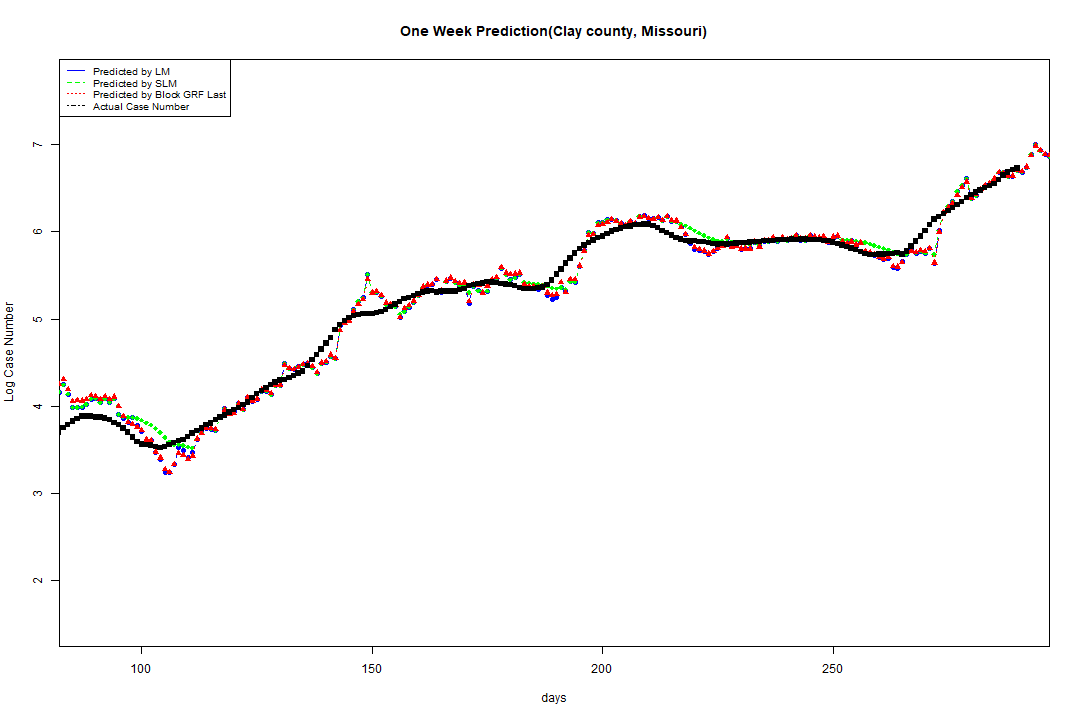 One Week Prediction(Clay county, Missouri)
Predicted by LM
Predicted by SLM
Predicted by Block GRF Last
Actual Case Number
7
6
5
4
3
2
Log Case Number
100 150 200 250
days